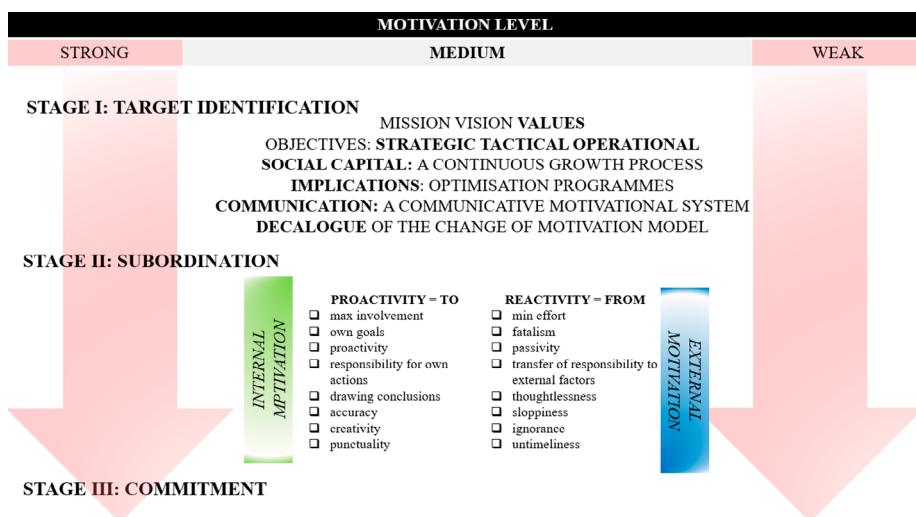 MOTIVATION LEVEL
STRONG
MEDIUM
WEAK
STAGE I: TARGET IDENTIFICATION
MISSION VISION VALUES
OBJECTIVES: STRATEGIC TACTICAL OPERATIONAL
SOCIAL CAPITAL: A CONTINUOUS GROWTH PROCESS
IMPLICATIONS: OPTIMISATION PROGRAMMES
COMMUNICATION: A COMMUNICATIVE MOTIVATIONAL SYSTEM
DECALOGUE OF THE CHANGE OF MOTIVATION MODEL
STAGE II: SUBORDINATION
INTERNAL
MPTIVATION
PROACTIVITY = TO
max involvement
own goals
proactivity
responsibility for own
actions
drawing conclusions
accuracy
creativity
punctuality
REACTIVITY = FROM
min effort
fatalism
passivity
transfer of responsibility to
external factors
thoughtlessness
sloppiness
ignorance
untimeliness
EXTERNAL
MOTIVATION
STAGE III: COMMITMENT